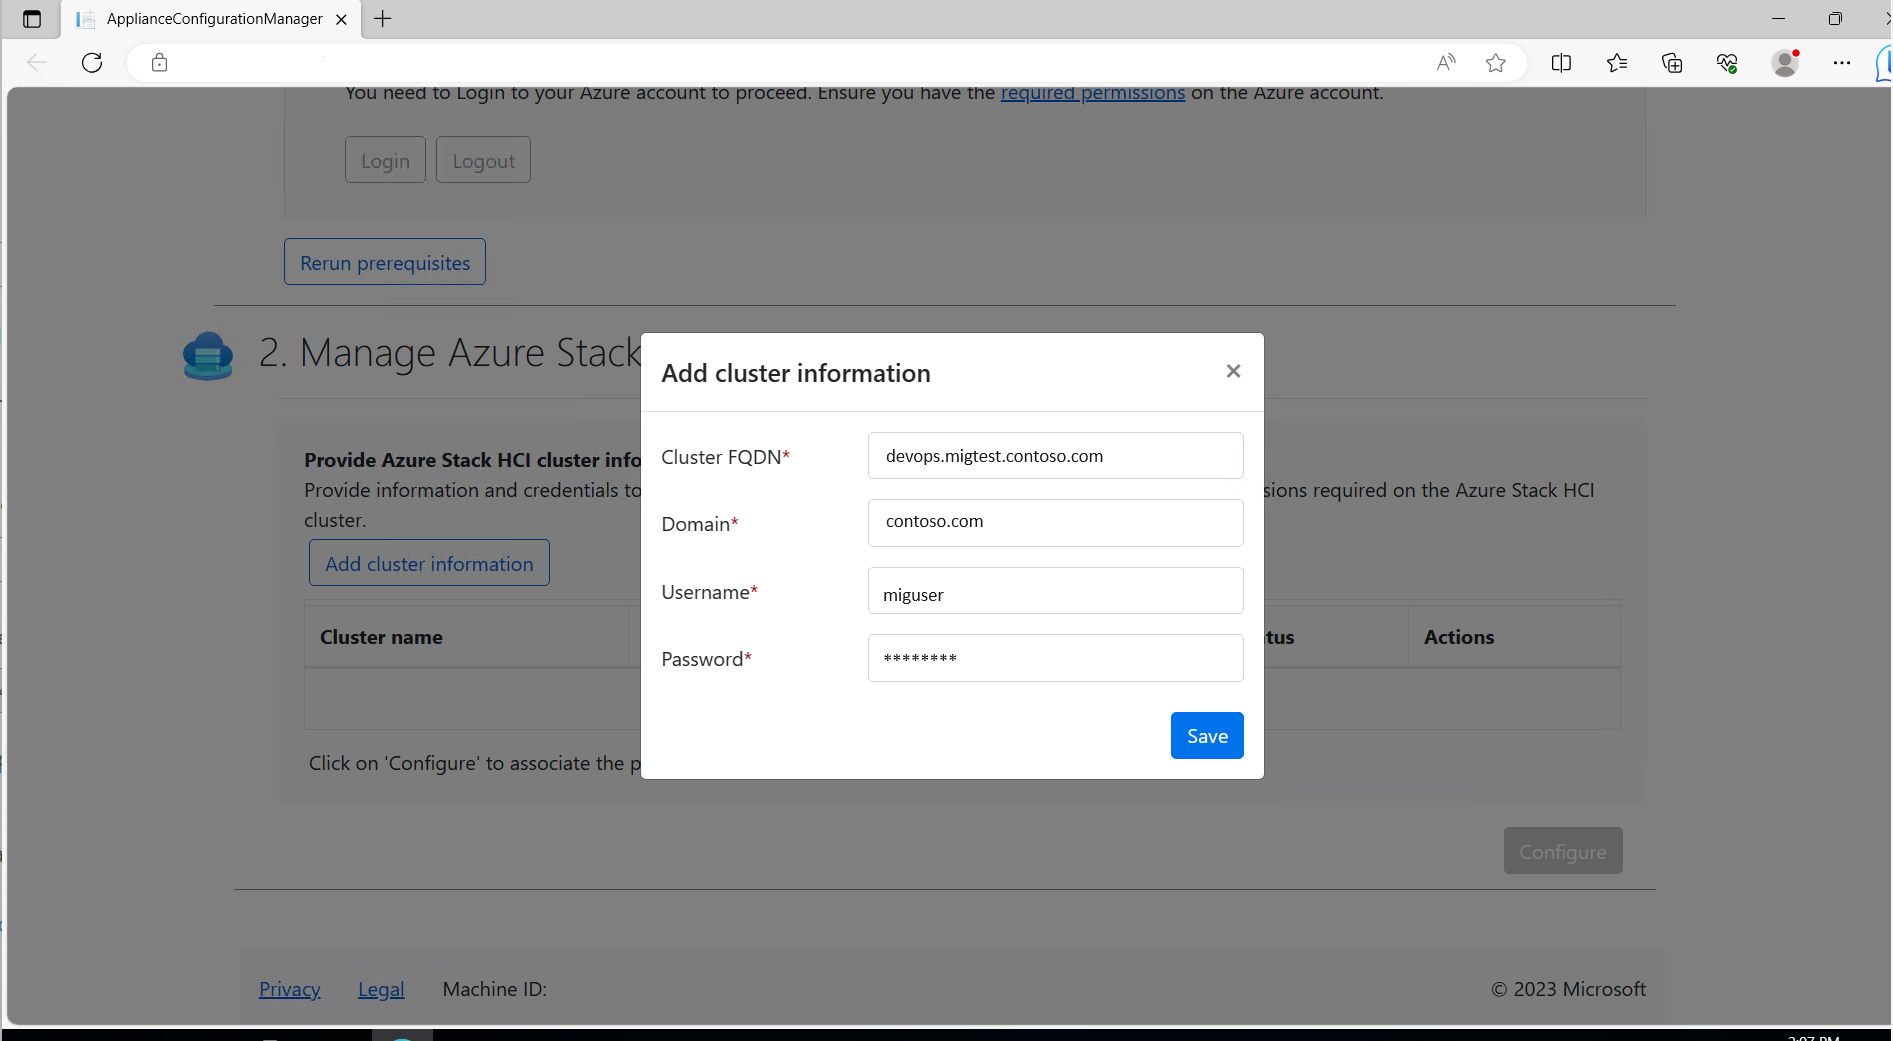 ApplianceConfigurationManager
You need to Login to your Azure account to proceed. Ensure you have the required permissions on the Azure account.
Login Logout
Rerun prerequisites
2. Manage Azure Stack
Add cluster information
Cluster FQDN* devops.migtest.contoso.com
Domain* contoso.com
Username* miguser
Password* ********
Save
Provide Azure Stack HCI cluster info
Provide information and credentials to
sions required on the Azure Stack HCI
cluster.
Add cluster information
Cluster name tus Actions
Click on 'Configure' to associate the p
Configure
Privacy Legal Machine ID: © 2023 Microsoft